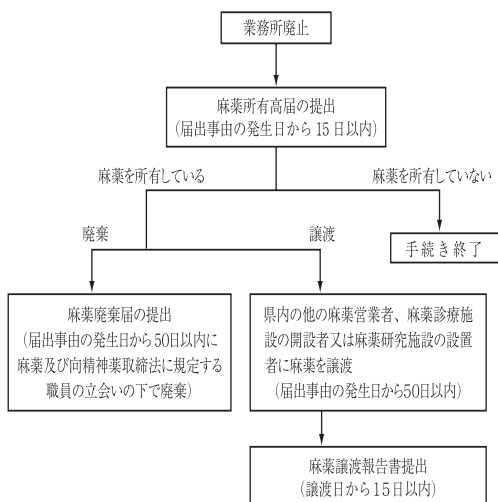 業務所廃止
麻薬所有高届の提出
(届出事由の発生日から15日以内)
麻薬を所有している
麻薬を所有していない
手続き終了
廃棄
譲渡
麻薬廃棄届の提出
(届出事由の発生日から50日以内に
麻薬及び向精神薬取締法に規定する
職員の立会いの下で廃棄)
県内の他の麻薬営業者、麻薬診療施
設の開設者又は麻薬研究施設の設置
者に麻薬を譲渡
(届出事由の発生日から50日以内)
麻薬譲渡報告書提出
(譲渡日から15日以内)